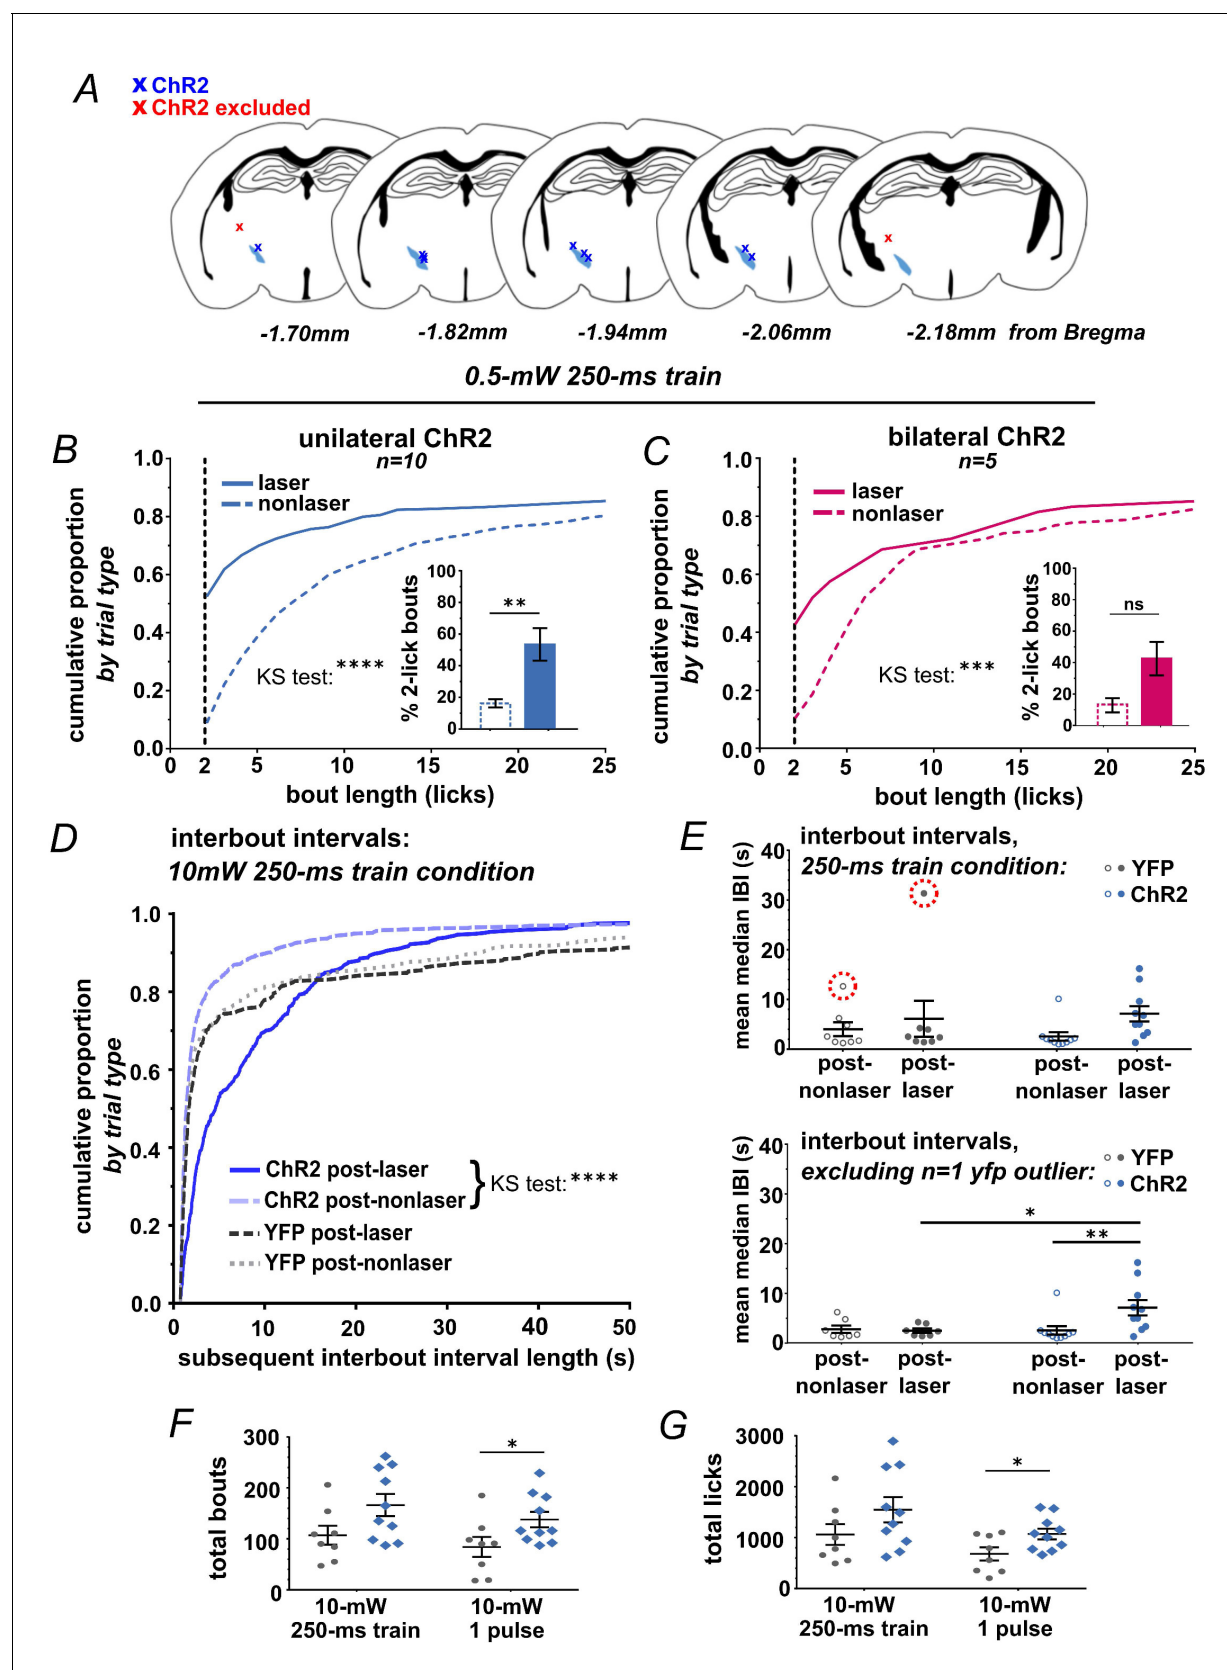 A
x ChR2
x ChR2 excluded
x
x
x
x
x
x
x
x
x
x
x
-1.70mm -1.82mm -1.94mm -2.06mm -2.18mm from Bregma
0.5-mW 250-ms train
B
unilateral ChR2
n=10
laser
nonlaser
cumulative proportion
by trial type
1.0
0.8
0.6
0.4
0.2
0.0
0 2 5 10 15 20 25
bout length (licks)
KS test: ****
% 2-lick bouts
100
80
60
40
20
0
**
C
bilateral ChR2
n=5
laser
nonlaser
cumulative proportion
by trial type
1.0
0.8
0.6
0.4
0.2
0.0
0 2 5 10 15 20 25
bout length (licks)
KS test: ***
% 2-lick bouts
100
80
60
40
20
0
ns
D
interbout intervals:
10mW 250-ms train condition
cumulative proportion
by trial type
1.0
0.8
0.6
0.4
0.2
0.0
0 10 20 30 40 50
subsequent interbout interval length (s)
ChR2 post-laser
ChR2 post-nonlaser
} KS test: ****
YFP post-laser
YFP post-nonlaser
E
interbout intervals,
250-ms train condition:
YFP
ChR2
mean median IBI (s)
40
30
20
10
0
post-
nonlaser
post-
laser
post-
nonlaser
post-
laser
interbout intervals,
excluding n=1 yfp outlier:
YFP
ChR2
mean median IBI (s)
40
30
20
10
0
*
**
post-
nonlaser
post-
laser
post-
nonlaser
post-
laser
F
total bouts
300
200
100
0
*
10-mW
250-ms train
10-mW
1 pulse
G
total licks
3000
2000
1000
0
*
10-mW
250-ms train
10-mW
1 pulse